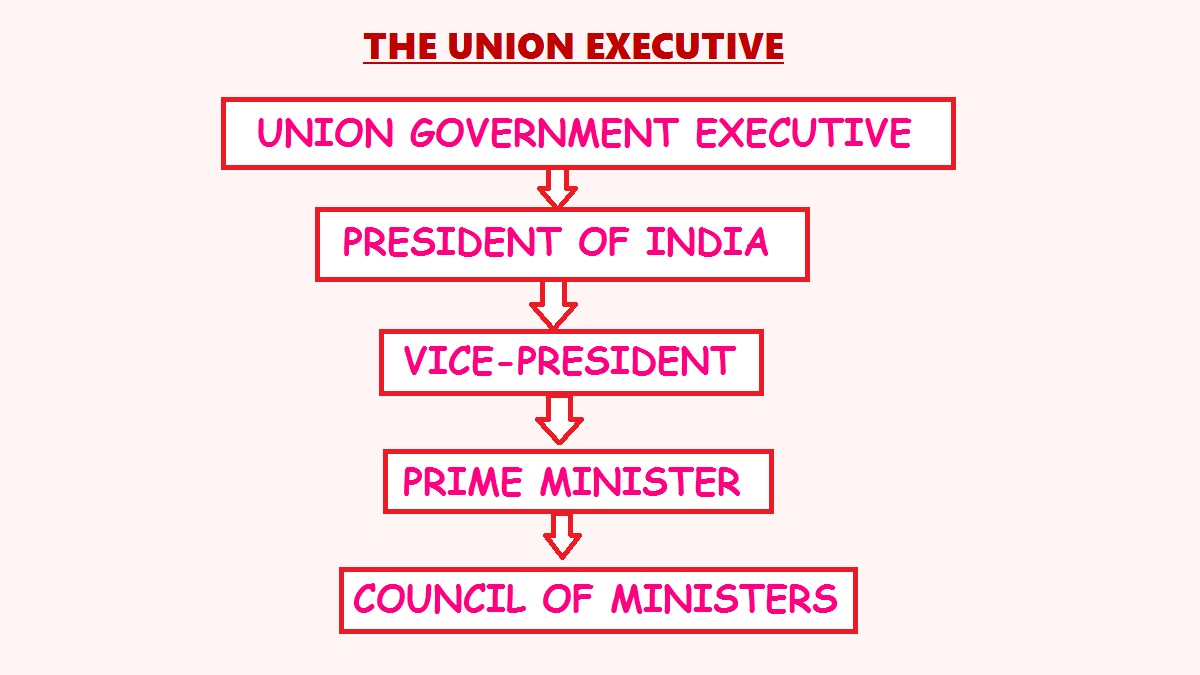 THE UNION EXECUTIVE
UNION GOVERNMENT EXECUTIVE
PRESIDENT OF INDIA
VICE-PRESIDENT
PRIME MINISTER
COUNCIL OF MINISTERS